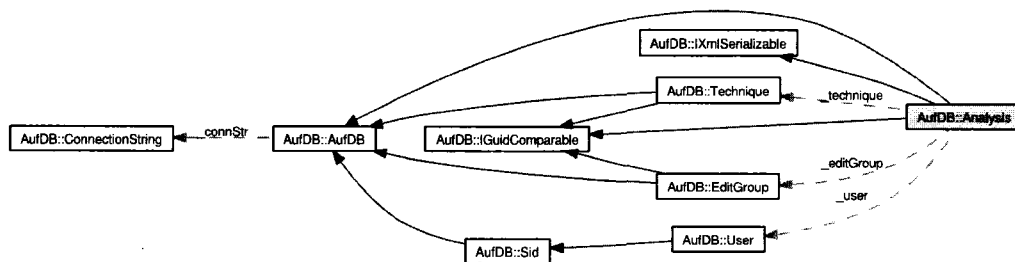 AufDB::IXmlSerializable
AufDB::Technique
_technique
AufDB::Analysis
AufDB::ConnectionString
_connStr
AufDB::AufDB
AufDB::IGuidComparable
_editGroup
AufDB::EditGroup
_user
AufDB::User
AufDB::Sid